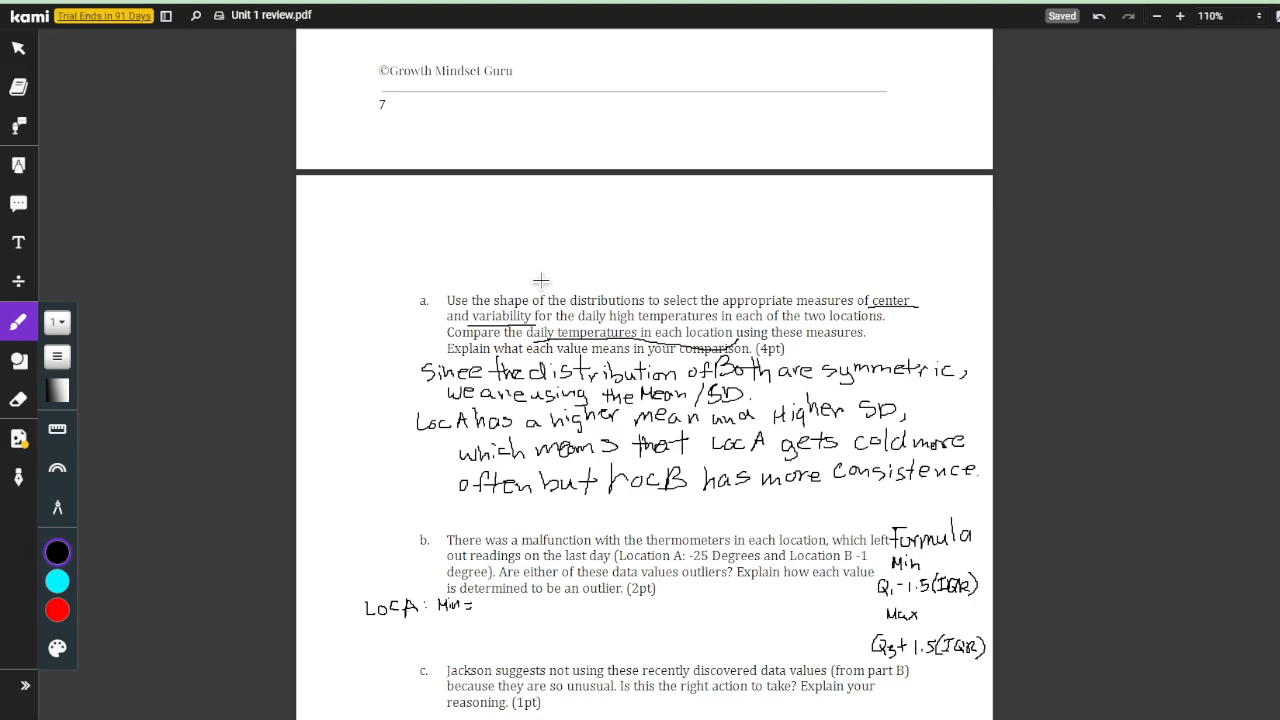 kami
Trial Ends In 91 Days
Unit 1 review.pdf
Saved
110%
©Growth Mindset Guru
7
a. Use the shape of the distributions to select the appropriate measures of center
and variability for the daily high temperatures in each of the two locations.
Compare the daily temperatures in each location using these measures.
Explain what each value means in your comparison. (4pt)
Since the distribution of Both are symmetric,
we are using the Mean/SD.
LocA has a higher mean and Higher SD,
which means that LocA gets cold more
often but LocB has more consistence.
b. There was a malfunction with the thermometers in each location, which left
out readings on the last day (Location A: -25 Degrees and Location B -1
degree). Are either of these data values outliers? Explain how each value
is determined to be an outlier. (2pt)
Formula
Min
Q1-1.5(IQR)
Max
Q3+1.5(IQR)
LOCA: Min=
c. Jackson suggests not using these recently discovered data values (from part B)
because they are so unusual. Is this the right action to take? Explain your
reasoning. (1pt)
T
A
1